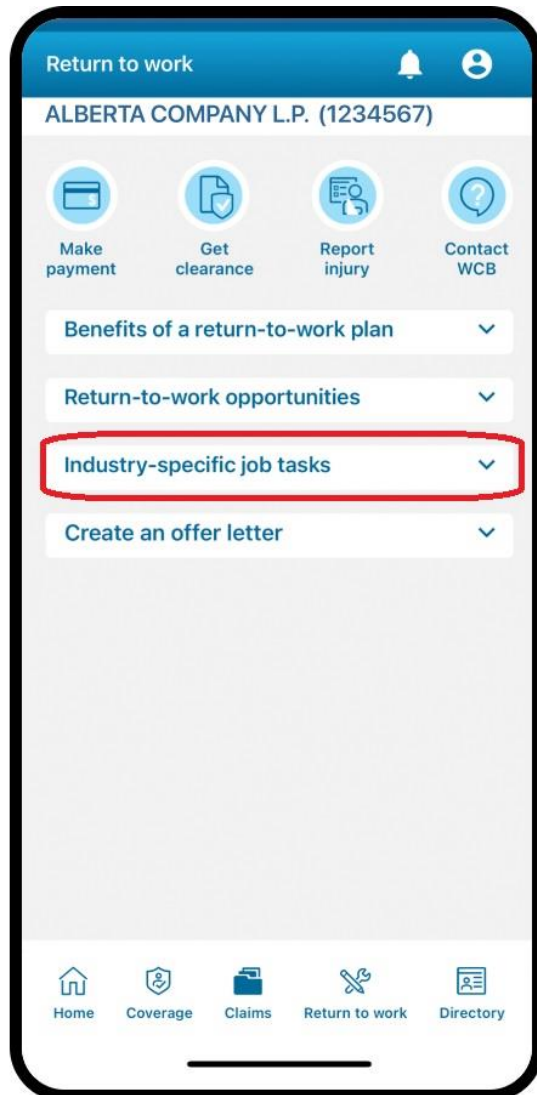 Return to work
ALBERTA COMPANY L.P. (1234567)
Make payment
Get clearance
Report injury
Contact WCB
Benefits of a return-to-work plan
Return-to-work opportunities
Industry-specific job tasks
Create an offer letter
Home Coverage Claims Return to work Directory